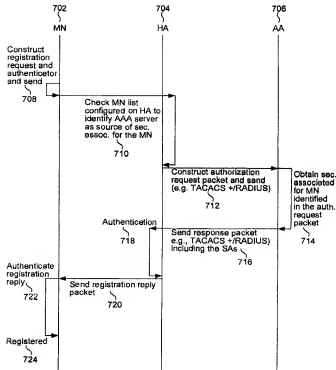 702
MN
704
HA
706
AA
Construct
registration
request and
authenticator
and send
708
Check MN list
configured on HA to
identify AAA server
as source of sec.
essoc. for the MN
710
Construct authorization
request packet and sand
(e.g. TACACS +/RADIUS)
712
Obtain sec.
associated
for MN
identified
in the auth.
request
packet
714
Authentication
718
Send response packet
e.g., TACACS +/RADIUS)
including the SAs
716
Authenticate
registration
reply
722
Send registration reply
packet
720
Registered
724